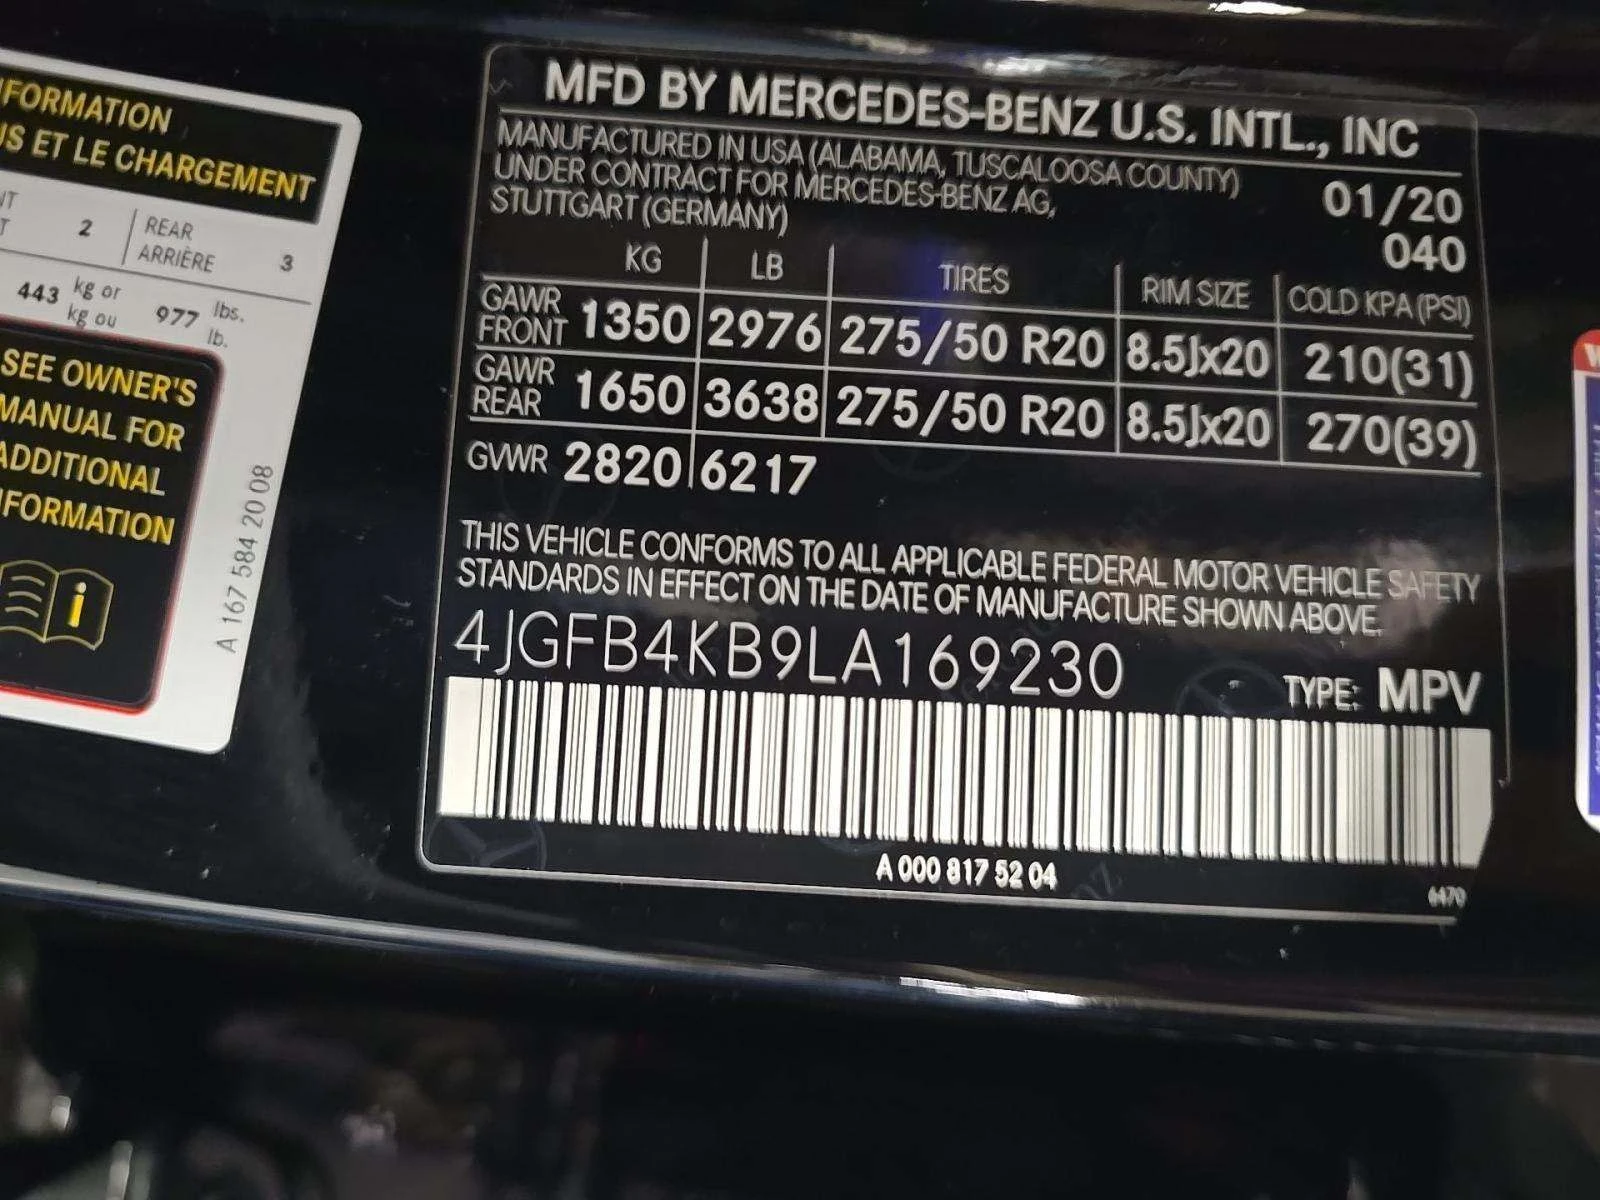 FORMATION
US ET LE CHARGEMENT
2 REAR 3
ARRIÈRE
443 kg or 977 lbs.
kg ou lb.
SEE OWNER'S
MANUAL FOR
ADDITIONAL
FORMATION
i
A 167 584 20 08
MFD BY MERCEDES-BENZ U.S. INTL., INC
MANUFACTURED IN USA (ALABAMA, TUSCALOOSA COUNTY)
UNDER CONTRACT FOR MERCEDES-BENZ AG,
STUTTGART (GERMANY)
01/20
040
KG LB TIRES RIM SIZE COLD KPA (PSI)
GAWR FRONT 1350 2976 275/50 R20 8.5Jx20 210(31)
GAWR REAR 1650 3638 275/50 R20 8.5Jx20 270(39)
GVWR 2820 6217
THIS VEHICLE CONFORMS TO ALL APPLICABLE FEDERAL MOTOR VEHICLE SAFETY
STANDARDS IN EFFECT ON THE DATE OF MANUFACTURE SHOWN ABOVE.
4JGFB4KB9LA169230
TYPE: MPV
A 000 817 52 04
6470